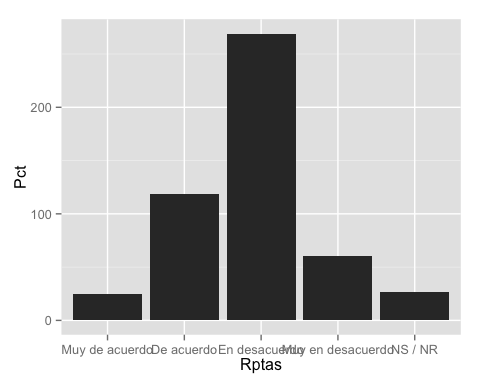 Pct
200
100
0
Muy de acuerdo De acuerdo En desacuerdo Muy en desacuerdo NS / NR
Rptas